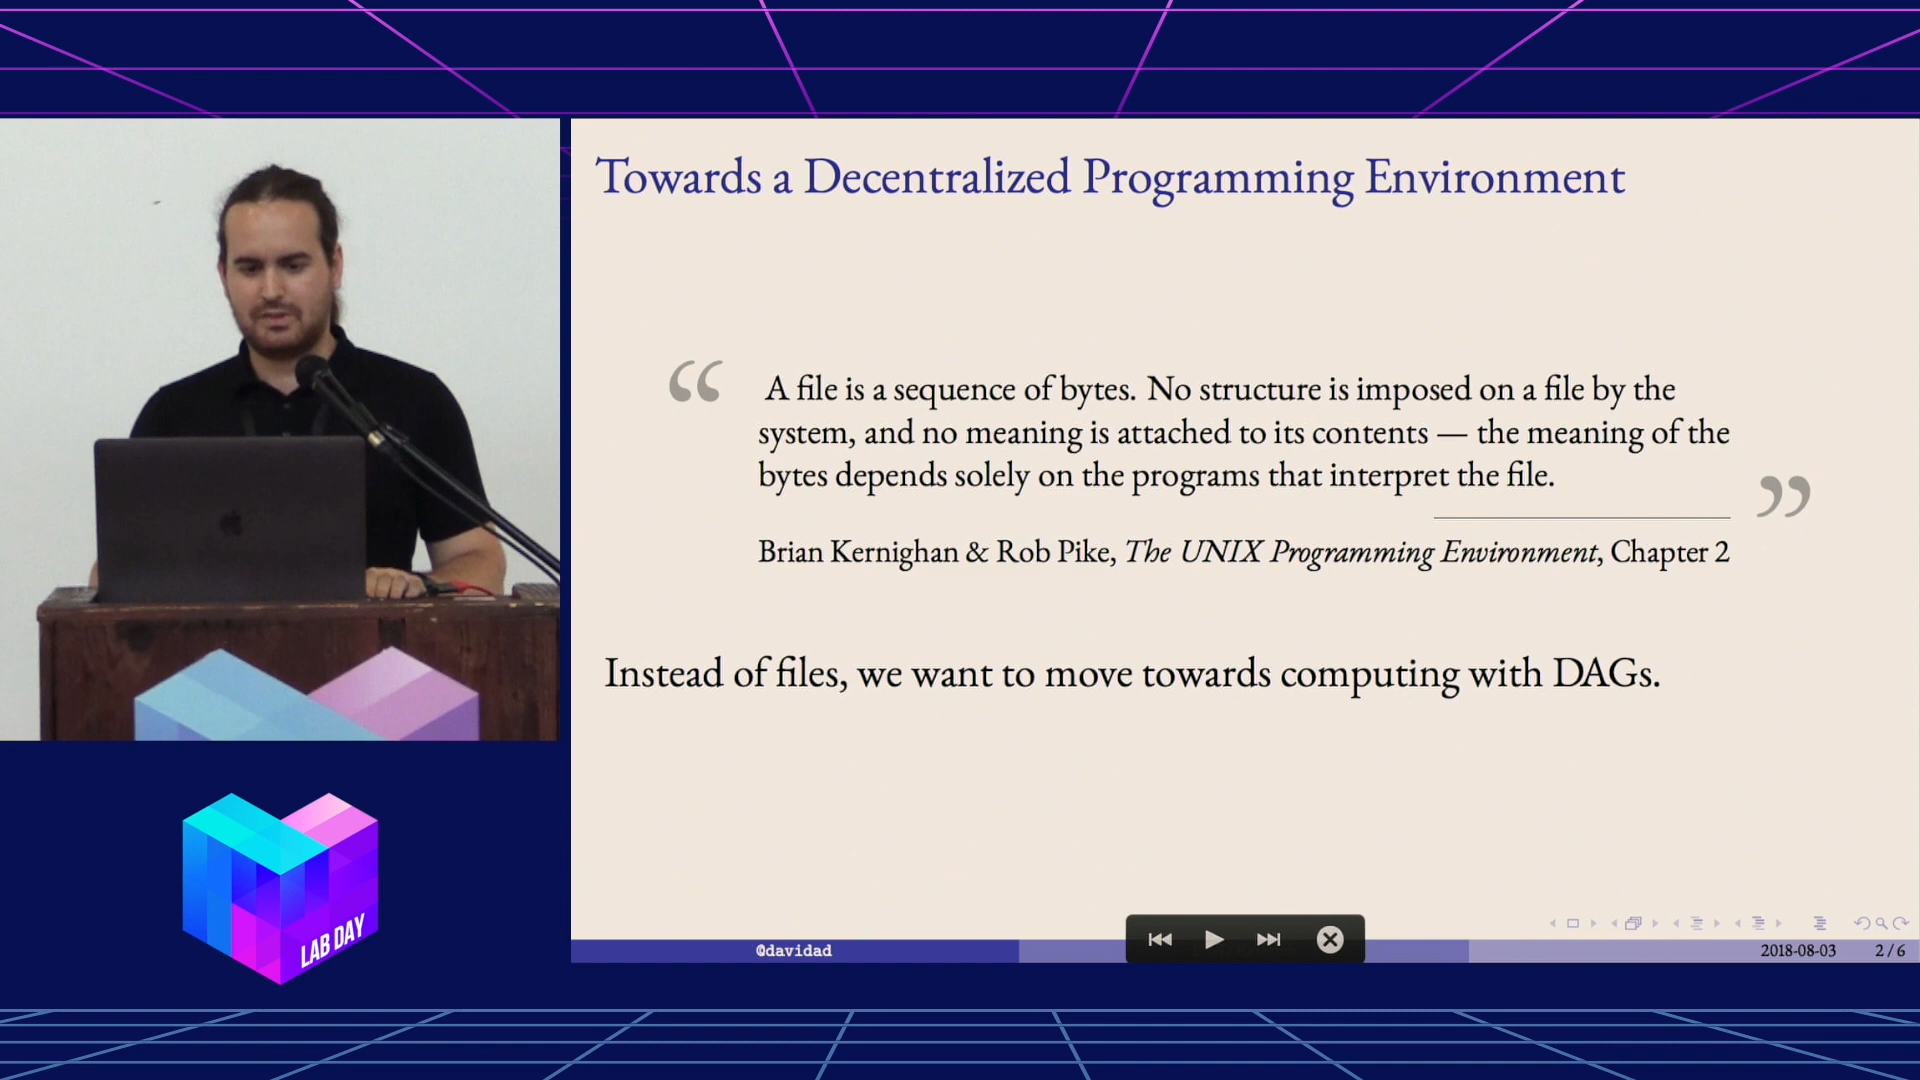 Towards a Decentralized Programming Environment
“ A file is a sequence of bytes. No structure is imposed on a file by the
system, and no meaning is attached to its contents — the meaning of the
bytes depends solely on the programs that interpret the file. ”
Brian Kernighan & Rob Pike, The UNIX Programming Environment, Chapter 2
Instead of files, we want to move towards computing with DAGs.
LAB DAY
@davidad
2018-08-03 2 / 6